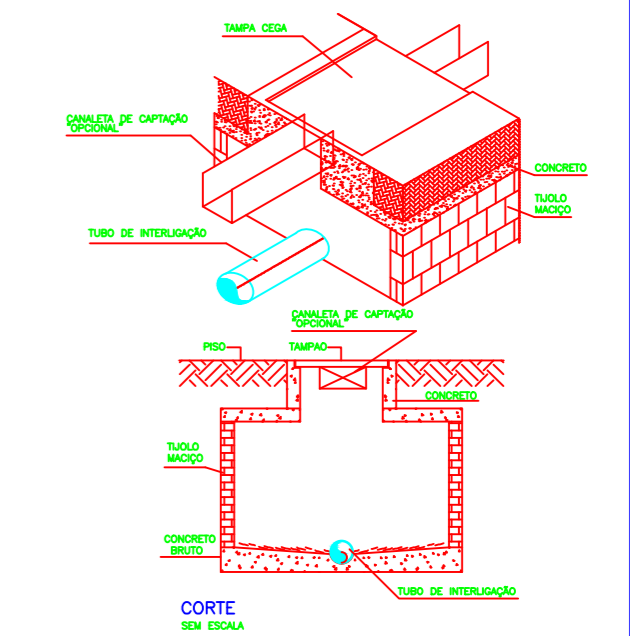 TAMPA CEGA
CANALETA DE CAPTAÇÃO
"OPCIONAL"
CONCRETO
TIJOLO
MACIÇO
TUBO DE INTERLIGAÇÃO
CANALETA DE CAPTAÇÃO
"OPCIONAL"
PISO
TAMPAO
CONCRETO
TIJOLO
MACIÇO
CONCRETO
BRUTO
TUBO DE INTERLIGAÇÃO
CORTE
SEM ESCALA